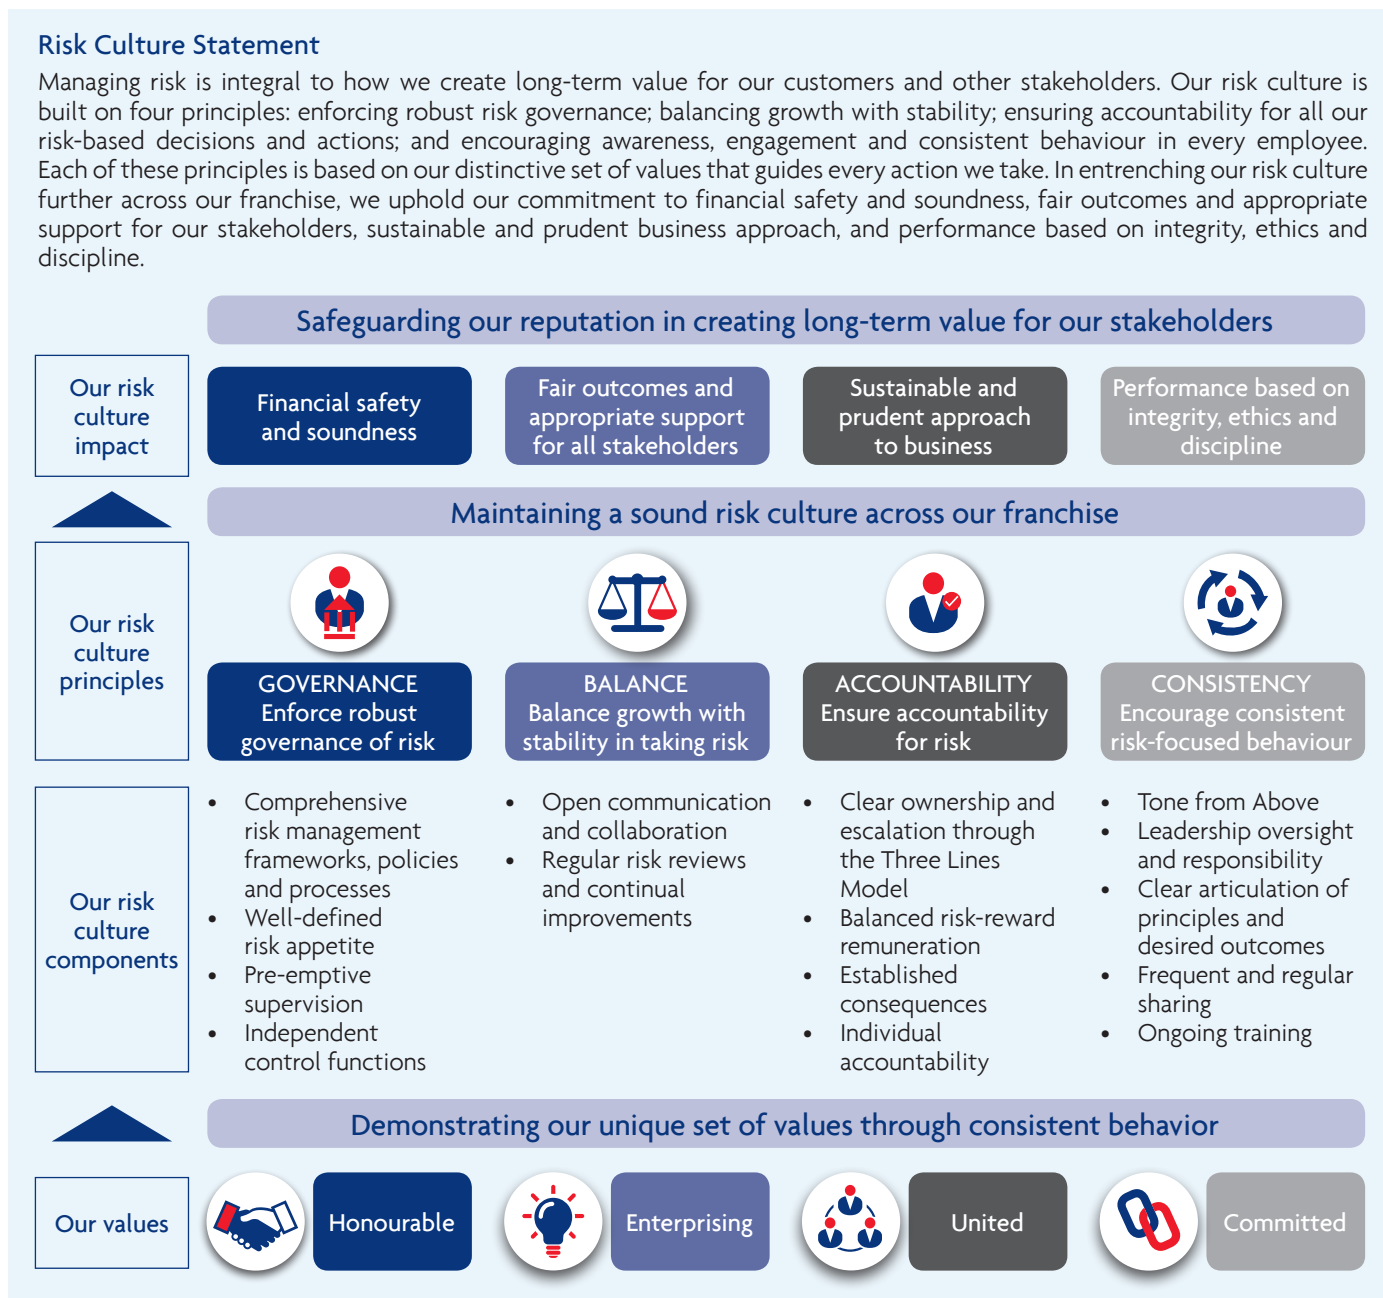 Risk Culture Statement
Managing risk is integral to how we create long-term value for our customers and other stakeholders. Our risk culture is
built on four principles: enforcing robust risk governance; balancing growth with stability; ensuring accountability for all our
risk-based decisions and actions; and encouraging awareness, engagement and consistent behaviour in every employee.
Each of these principles is based on our distinctive set of values that guides every action we take. In entrenching our risk culture
further across our franchise, we uphold our commitment to financial safety and soundness, fair outcomes and appropriate
support for our stakeholders, sustainable and prudent business approach, and performance based on integrity, ethics and
discipline.
Safeguarding our reputation in creating long-term value for our stakeholders
Our risk
culture
impact
Financial safety
and soundness
Fair outcomes and
appropriate support
for all stakeholders
Sustainable and
prudent approach
to business
Performance based on
integrity, ethics and
discipline
Maintaining a sound risk culture across our franchise
Our risk
culture
principles
GOVERNANCE
Enforce robust
governance of risk
BALANCE
Balance growth with
stability in taking risk
ACCOUNTABILITY
Ensure accountability
for risk
CONSISTENCY
Encourage consistent
risk-focused behaviour
Our risk
culture
components
• Comprehensive
risk management
frameworks, policies
and processes
• Well-defined
risk appetite
• Pre-emptive
supervision
• Independent
control functions
• Open communication
and collaboration
• Regular risk reviews
and continual
improvements
• Clear ownership and
escalation through
the Three Lines
Model
• Balanced risk-reward
remuneration
• Established
consequences
• Individual
accountability
• Tone from Above
• Leadership oversight
and responsibility
• Clear articulation of
principles and
desired outcomes
• Frequent and regular
sharing
• Ongoing training
Demonstrating our unique set of values through consistent behavior
Our values
Honourable
Enterprising
United
Committed